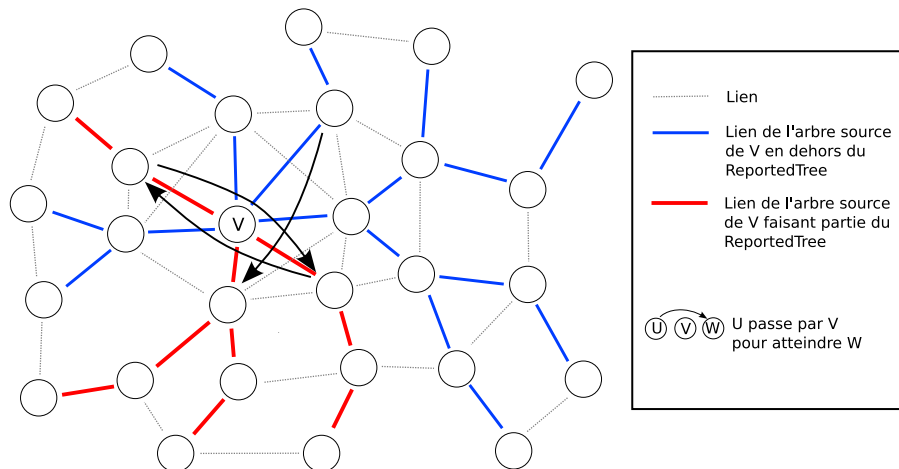 V
Lien
Lien de l'arbre source
de V en dehors du
ReportedTree
Lien de l'arbre source
de V faisant partie du
ReportedTree
U V W
U passe par V
pour atteindre W